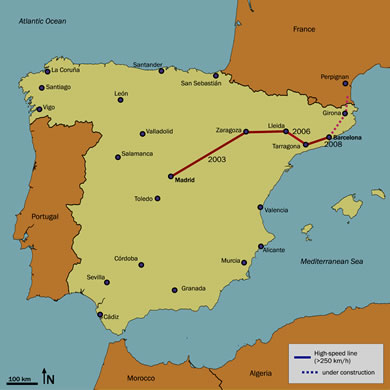 Atlantic Ocean
France
La Coruña
Santander
San Sebastián
Perpignan
Santiago
León
Girona
Vigo
Valladolid
Zaragoza
Lleida
2006
Barcelona
2008
Tarragona
Salamanca
2003
Madrid
Toledo
Portugal
Valencia
Alicante
Mediterranean Sea
Murcia
Córdoba
Sevilla
Granada
Cádiz
High-speed line
(>250 km/h)
under construction
100 km
N
Morocco
Algeria